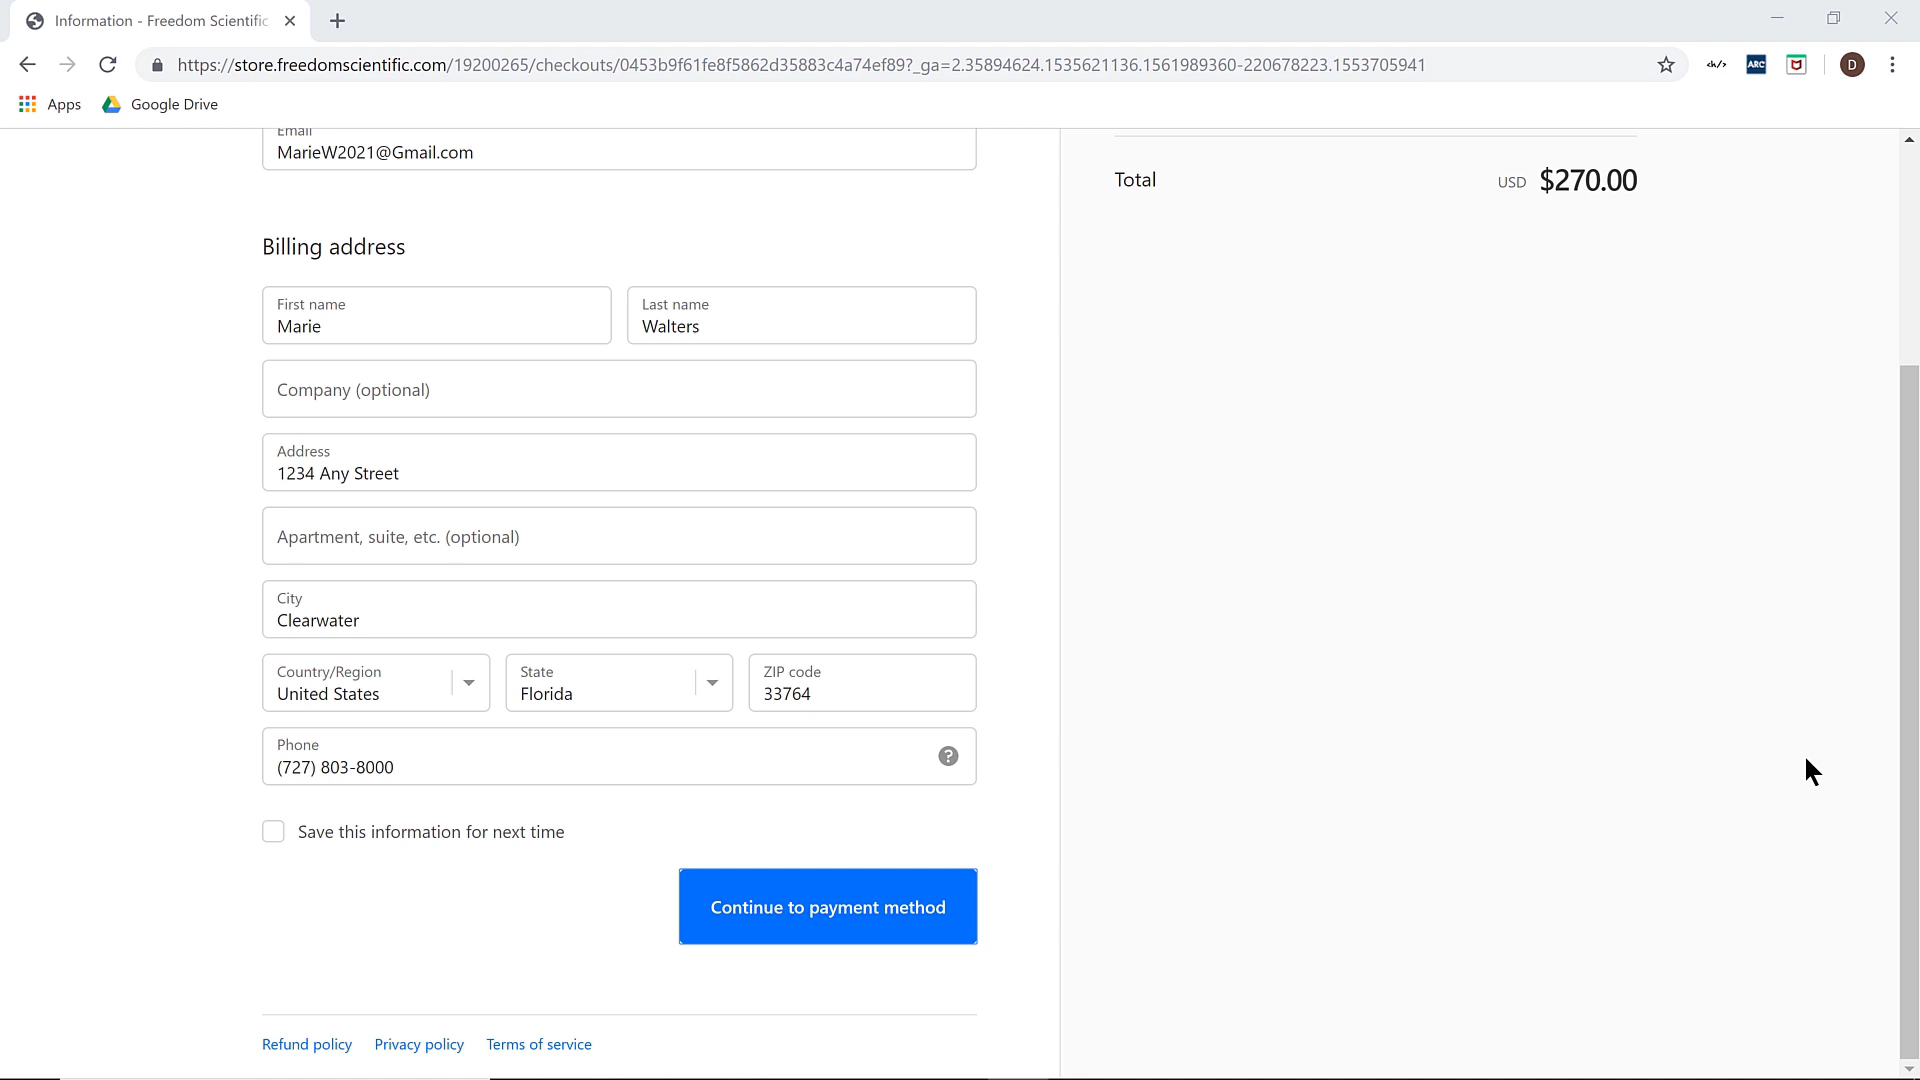 Information - Freedom Scientific
https://store.freedomscientific.com/19200265/checkouts/0453b9f61fe8f5862d35883c4a74ef89?_ga=2.35894624.1535621136.1561989360-220678223.1553705941
ARC
D
Apps
Google Drive
Email
MarieW2021@Gmail.com
Total
USD $270.00
Billing address
First name
Marie
Last name
Walters
Company (optional)
Address
1234 Any Street
Apartment, suite, etc. (optional)
City
Clearwater
Country/Region
United States
State
Florida
ZIP code
33764
Phone
(727) 803-8000
?
Save this information for next time
Continue to payment method
Refund policy Privacy policy Terms of service